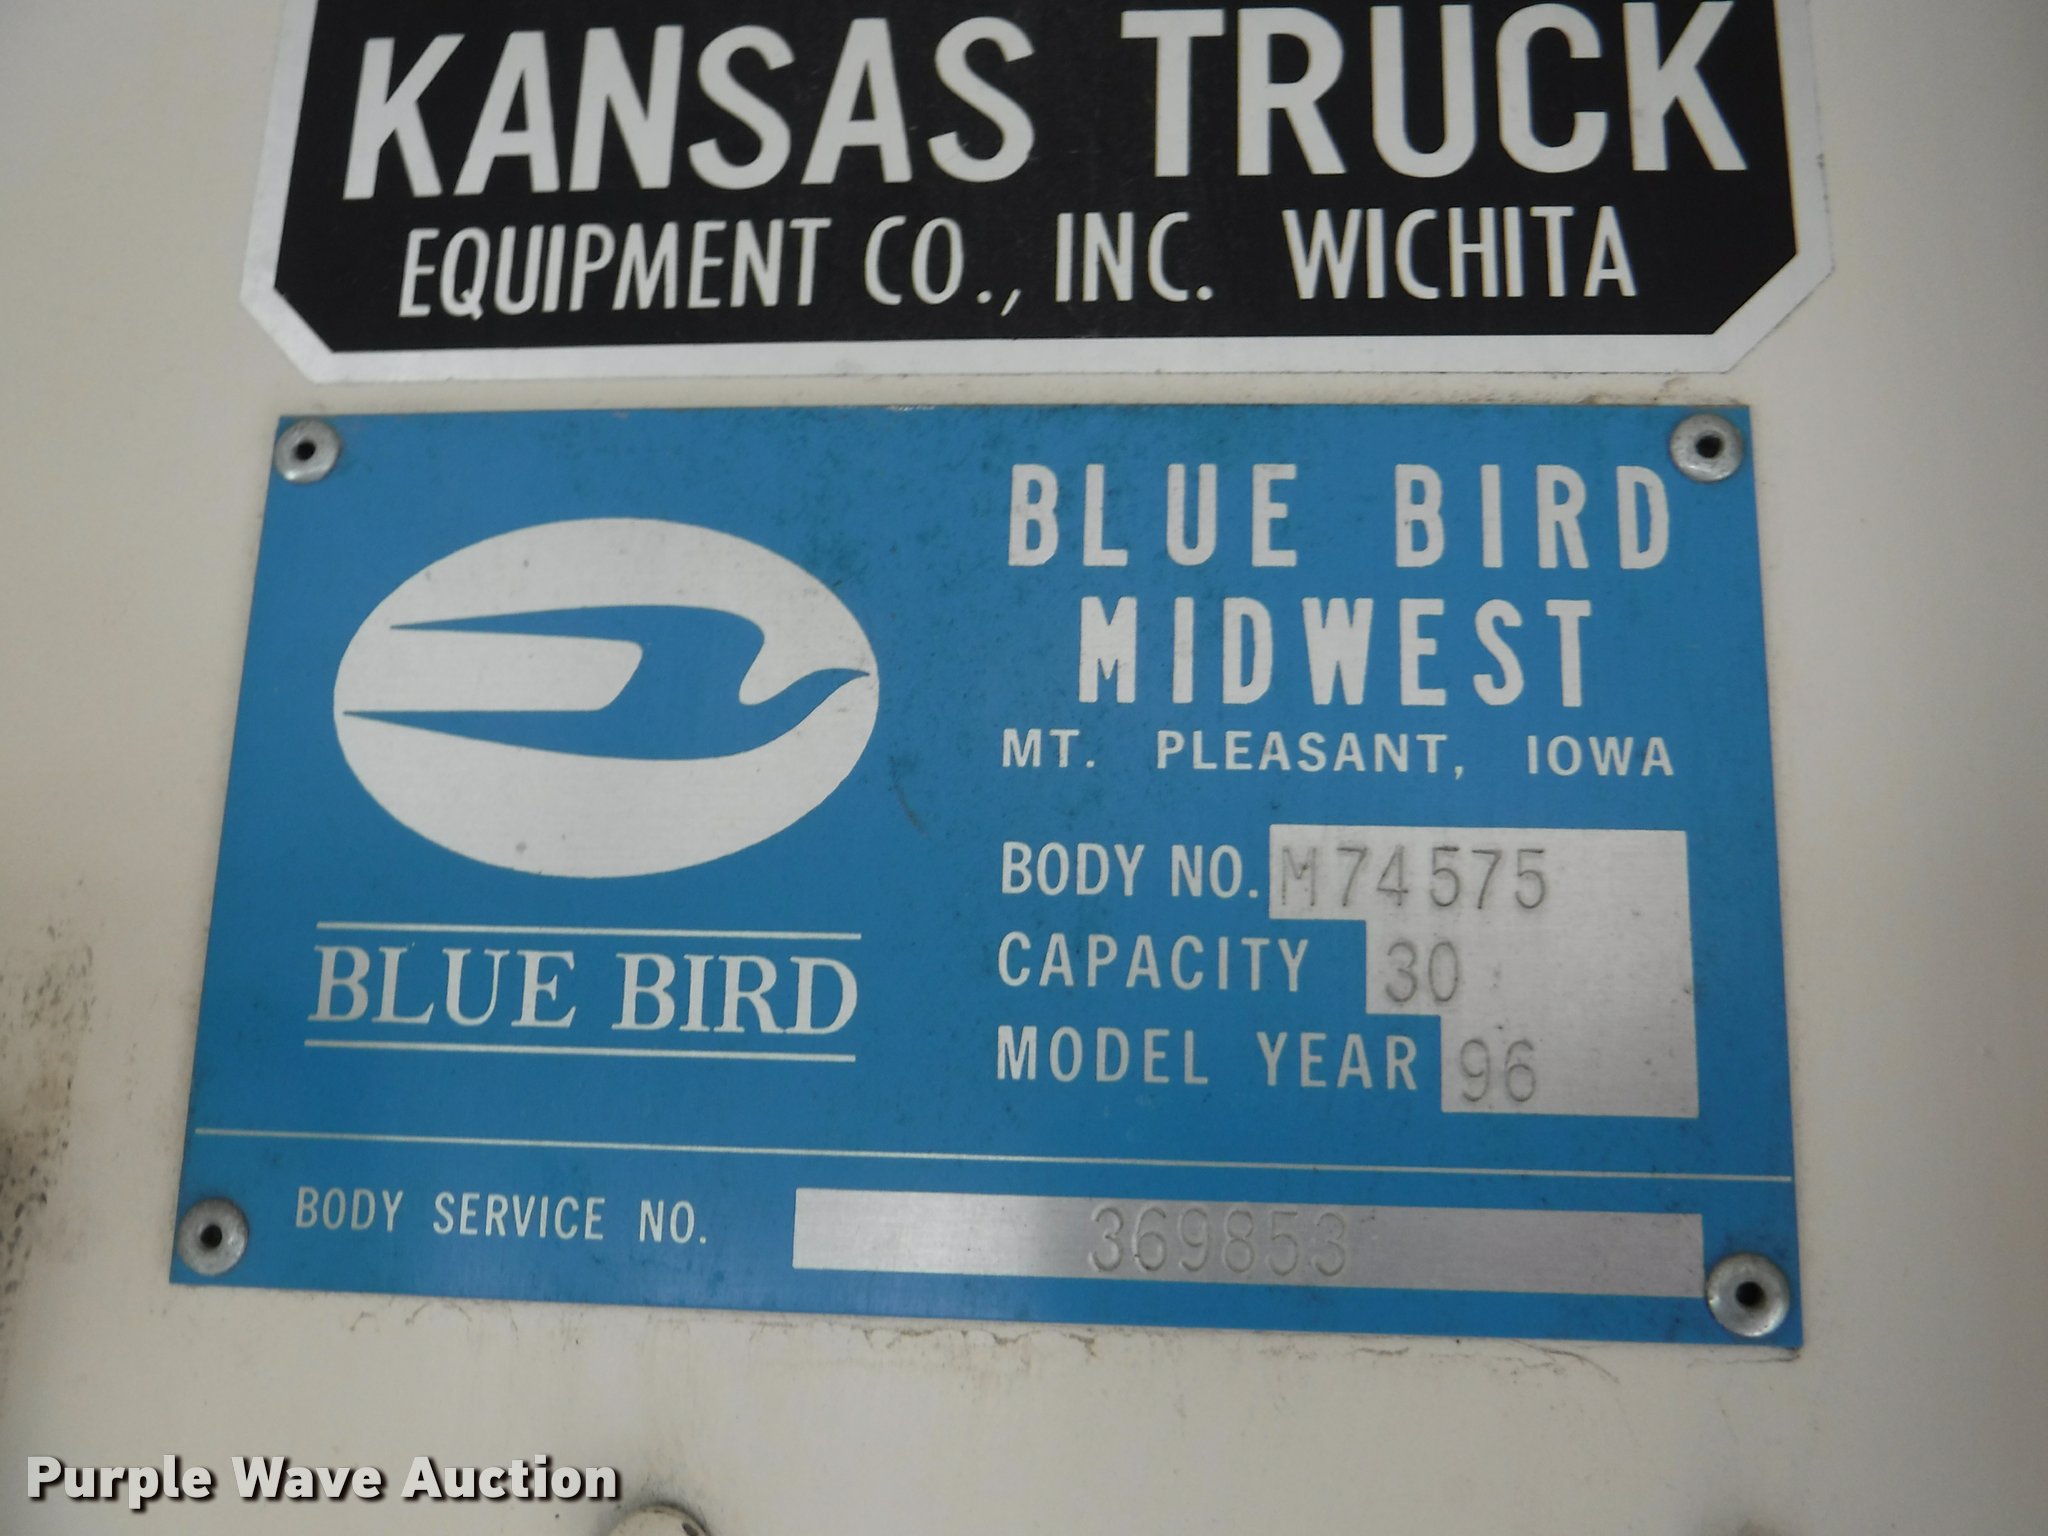 KANSAS TRUCK
EQUIPMENT CO., INC. WICHITA
BLUE BIRD
MIDWEST
MT. PLEASANT, IOWA
BODY NO. M74575
CAPACITY 30
MODEL YEAR 96
BLUE BIRD
BODY SERVICE NO. 369853
Purple Wave Auction